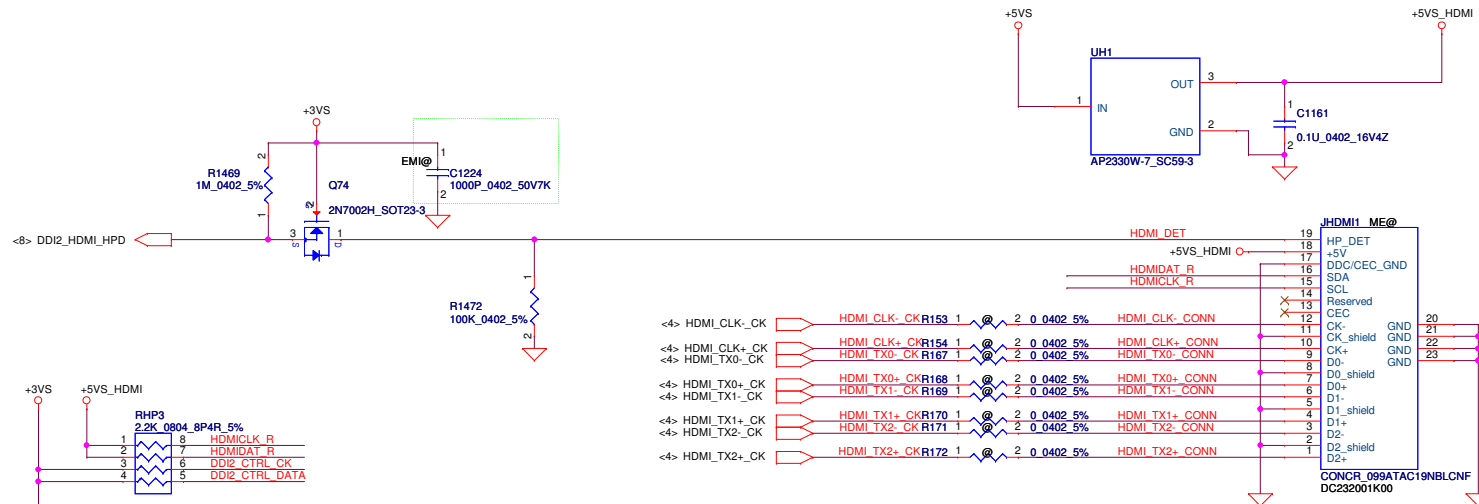 +5VS
+5VS_HDMI
UH1
OUT
3
1
IN
GND
2
1
C1161
0.1U_0402_16V4Z
2
AP2330W-7_SC59-3
+3VS
EMI@
1
C1224
1000P_0402_50V7K
2
2
R1469
1M_0402_5%
1
Q74
2
2N7002H_SOT23-3
<8> DDI2_HDMI_HPD
3
S
1
D
1
R1472
100K_0402_5%
2
HDMI_DET
JHDMI1 ME@
19 HP_DET
+5VS_HDMI
18 +5V
17 DDC/CEC_GND
HDMIDAT_R
16 SDA
HDMICLK_R
15 SCL
14 Reserved
13 CEC
<4> HDMI_CLK-_CK HDMI_CLK-_CK R153 1 @ 2 0_0402_5% HDMI_CLK-_CONN 12 CK- GND 20
11 CK_shield GND 21
<4> HDMI_CLK+_CK HDMI_CLK+_CK R154 1 @ 2 0_0402_5% HDMI_CLK+_CONN 10 CK+ GND 22
<4> HDMI_TX0-_CK HDMI_TX0-_CK R167 1 @ 2 0_0402_5% HDMI_TX0-_CONN 9 D0- GND 23
8 D0_shield
<4> HDMI_TX0+_CK HDMI_TX0+_CK R168 1 @ 2 0_0402_5% HDMI_TX0+_CONN 7 D0+
<4> HDMI_TX1-_CK HDMI_TX1-_CK R169 1 @ 2 0_0402_5% HDMI_TX1-_CONN 6 D1-
5 D1_shield
<4> HDMI_TX1+_CK HDMI_TX1+_CK R170 1 @ 2 0_0402_5% HDMI_TX1+_CONN 4 D1+
<4> HDMI_TX2-_CK HDMI_TX2-_CK R171 1 @ 2 0_0402_5% HDMI_TX2-_CONN 3 D2-
2 D2_shield
<4> HDMI_TX2+_CK HDMI_TX2+_CK R172 1 @ 2 0_0402_5% HDMI_TX2+_CONN 1 D2+
CONCR_099ATAC19NBLCNF
DC232001K00
+3VS
+5VS_HDMI
RHP3
2.2K_0804_8P4R_5%
1 8 HDMICLK_R
2 7 HDMIDAT_R
3 6 DDI2_CTRL_CK
4 5 DDI2_CTRL_DATA